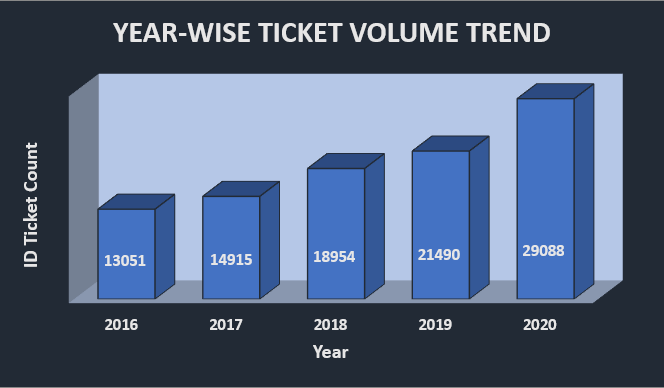 YEAR-WISE TICKET VOLUME TREND
ID Ticket Count
13051
14915
18954
21490
29088
2016 2017 2018 2019 2020
Year